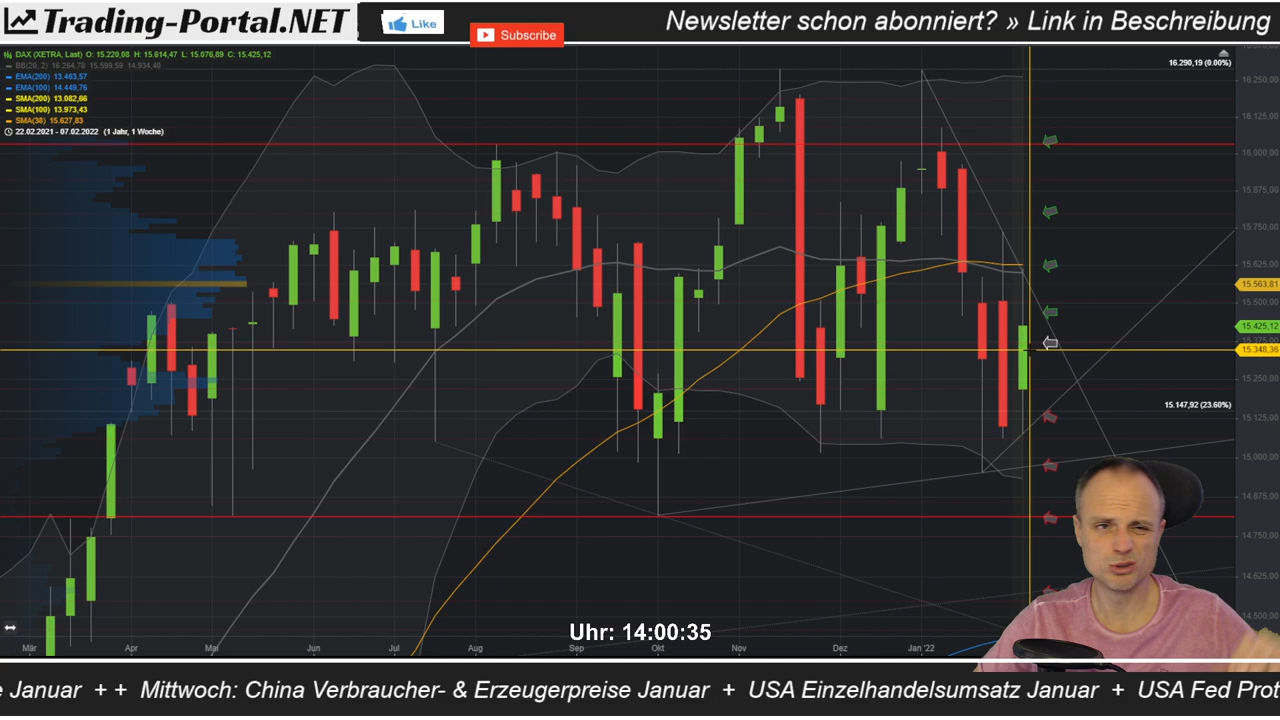 Trading-Portal.NET
Like
Subscribe
Newsletter schon abonniert? » Link in Beschreibung
DAX (XETRA, Last) O: 15.220,08 H: 15.614,47 L: 15.076,89 C: 15.425,12
BB(20, 2) 16.264,78 15.599,59 14.934,40
EMA(200) 13.463,57
EMA(100) 14.449,76
SMA(200) 13.082,66
SMA(100) 13.973,43
SMA(38) 15.627,83
22.02.2021 - 07.02.2022 (1 Jahr, 1 Woche)
16.290,19 (0.00%)
16.250,00
16.125,00
16.000,00
15.875,00
15.750,00
15.625,00
15.563,81
15.500,00
15.425,12
15.375,00
15.348,36
15.250,00
15.147,92 (23.60%)
15.125,00
15.000,00
14.875,00
14.750,00
14.625,00
14.500,00
Uhr: 14:00:35
Mär Apr Mai Jun Jul Aug Sep Okt Nov Dez Jan '22
e Januar + + Mittwoch: China Verbraucher- & Erzeugerpreise Januar + USA Einzelhandelsumsatz Januar + USA Fed Prot